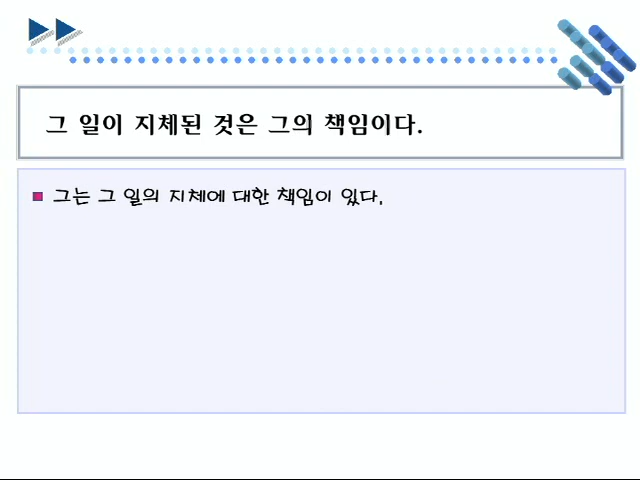 그 일이 지체된 것은 그의 책임이다.
그는 그 일의 지체에 대한 책임이 있다.